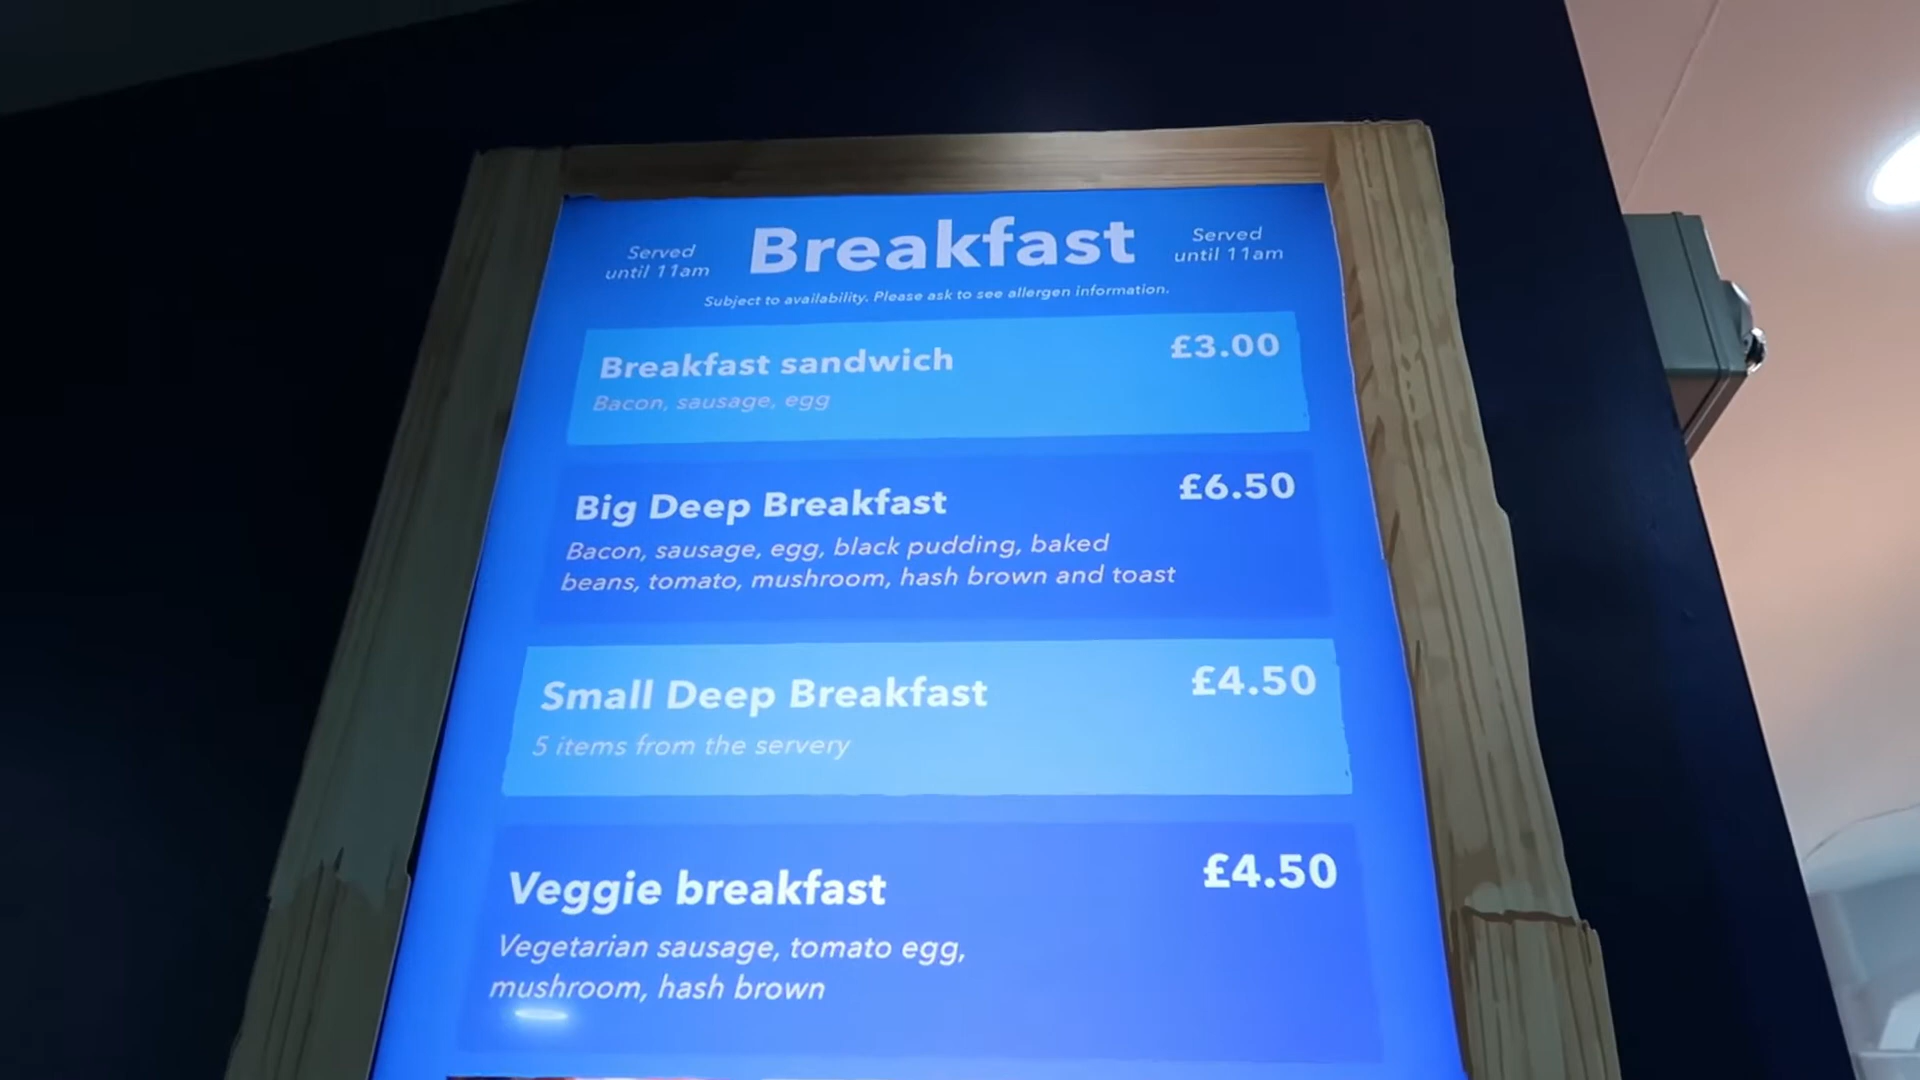 Served
until 11am
Breakfast
Served
until 11am
Subject to availability. Please ask to see allergen information.
Breakfast sandwich £3.00
Bacon, sausage, egg
Big Deep Breakfast £6.50
Bacon, sausage, egg, black pudding, baked
beans, tomato, mushroom, hash brown and toast
Small Deep Breakfast £4.50
5 items from the servery
Veggie breakfast £4.50
Vegetarian sausage, tomato egg,
mushroom, hash brown